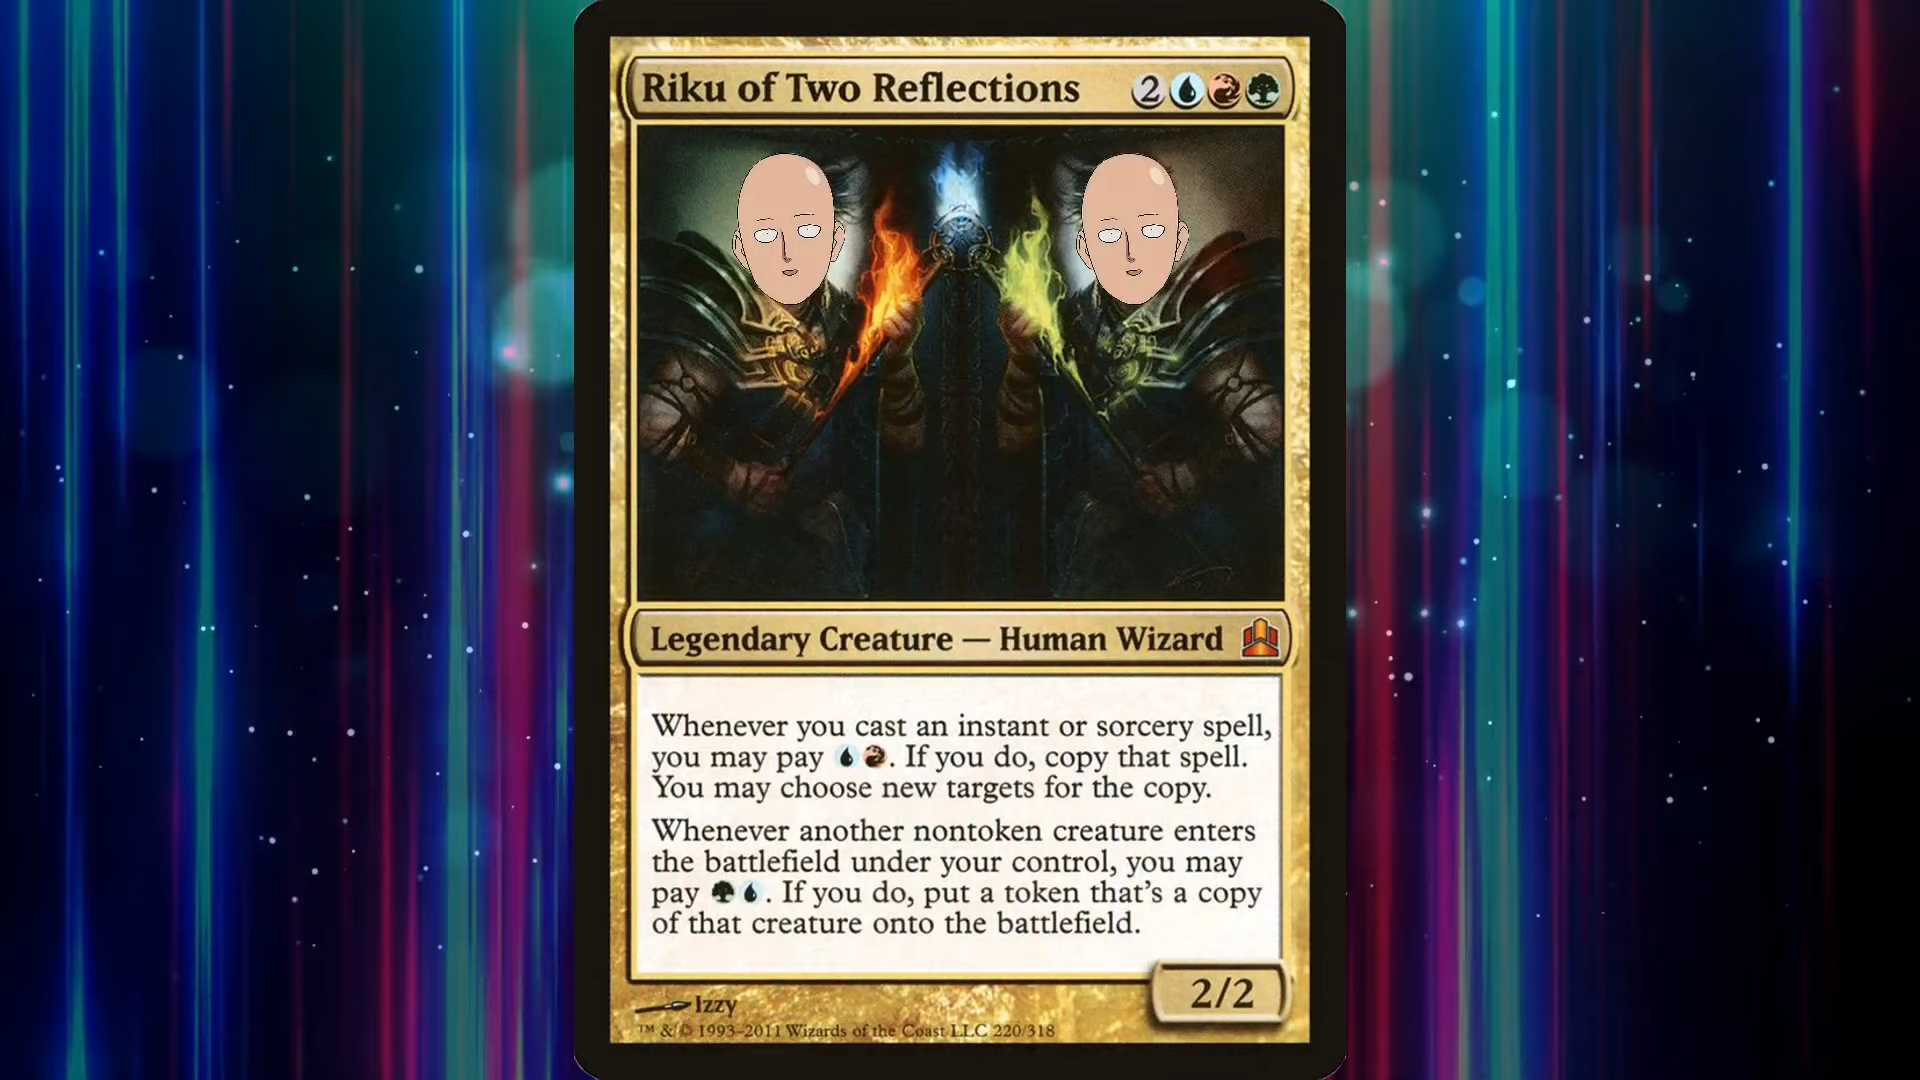 Riku of Two Reflections 2
Legendary Creature — Human Wizard
Whenever you cast an instant or sorcery spell,
you may pay . If you do, copy that spell.
You may choose new targets for the copy.
Whenever another nontoken creature enters
the battlefield under your control, you may
pay . If you do, put a token that's a copy
of that creature onto the battlefield.
2/2
Izzy
™ & © 1993–2011 Wizards of the Coast LLC 220/318